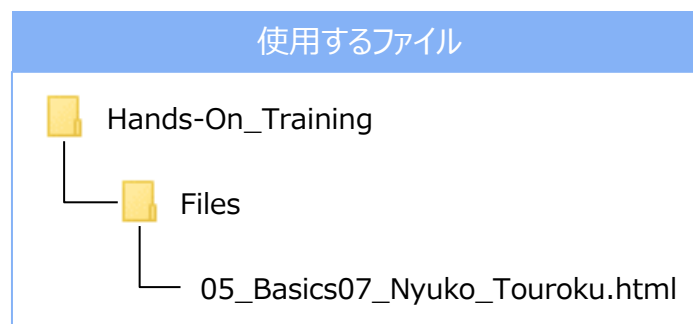 使用するファイル
Hands-On_Training
Files
05_Basics07_Nyuko_Touroku.html